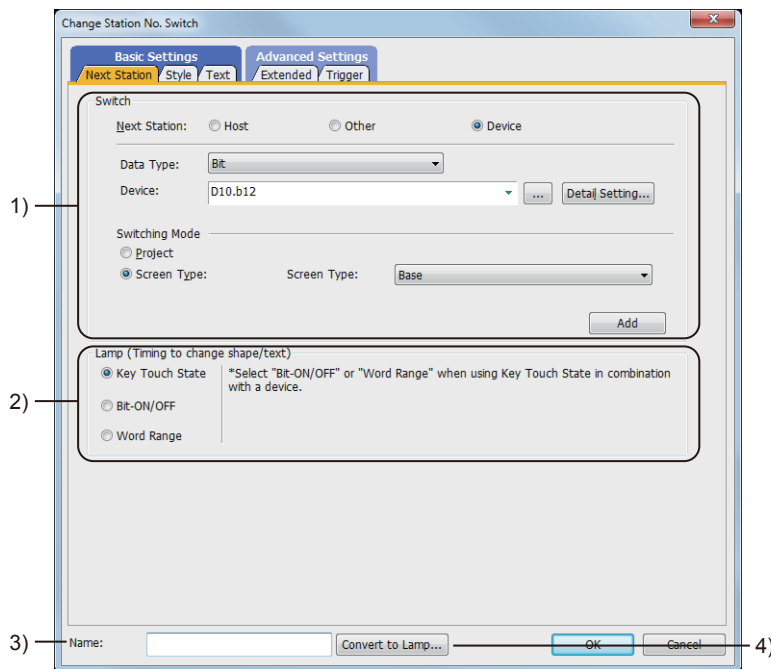 Change Station No. Switch
Basic Settings Advanced Settings
Next Station Style Text Extended Trigger
Switch
Next Station: Host Other Device
Data Type: Bit
1)
Device: D10.b12 ... Detail Setting...
Switching Mode
Project
Screen Type: Screen Type: Base
Add
Lamp (Timing to change shape/text)
Key Touch State *Select "Bit-ON/OFF" or "Word Range" when using Key Touch State in combination
with a device.
2)
Bit-ON/OFF
Word Range
3) Name: Convert to Lamp... OK Cancel 4)